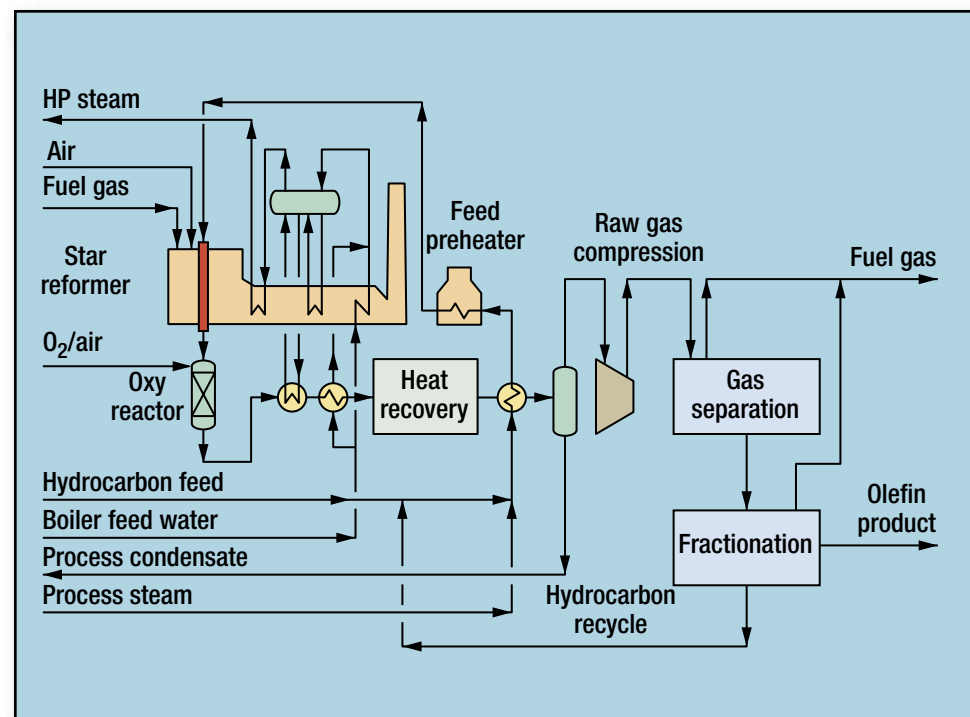 HP steam
Air
Fuel gas
Star
reformer
O₂/air
Oxy
reactor
Feed
preheater
Raw gas
compression
Fuel gas
Heat
recovery
Gas
separation
Hydrocarbon feed
Boiler feed water
Process condensate
Process steam
Olefin
product
Fractionation
Hydrocarbon
recycle